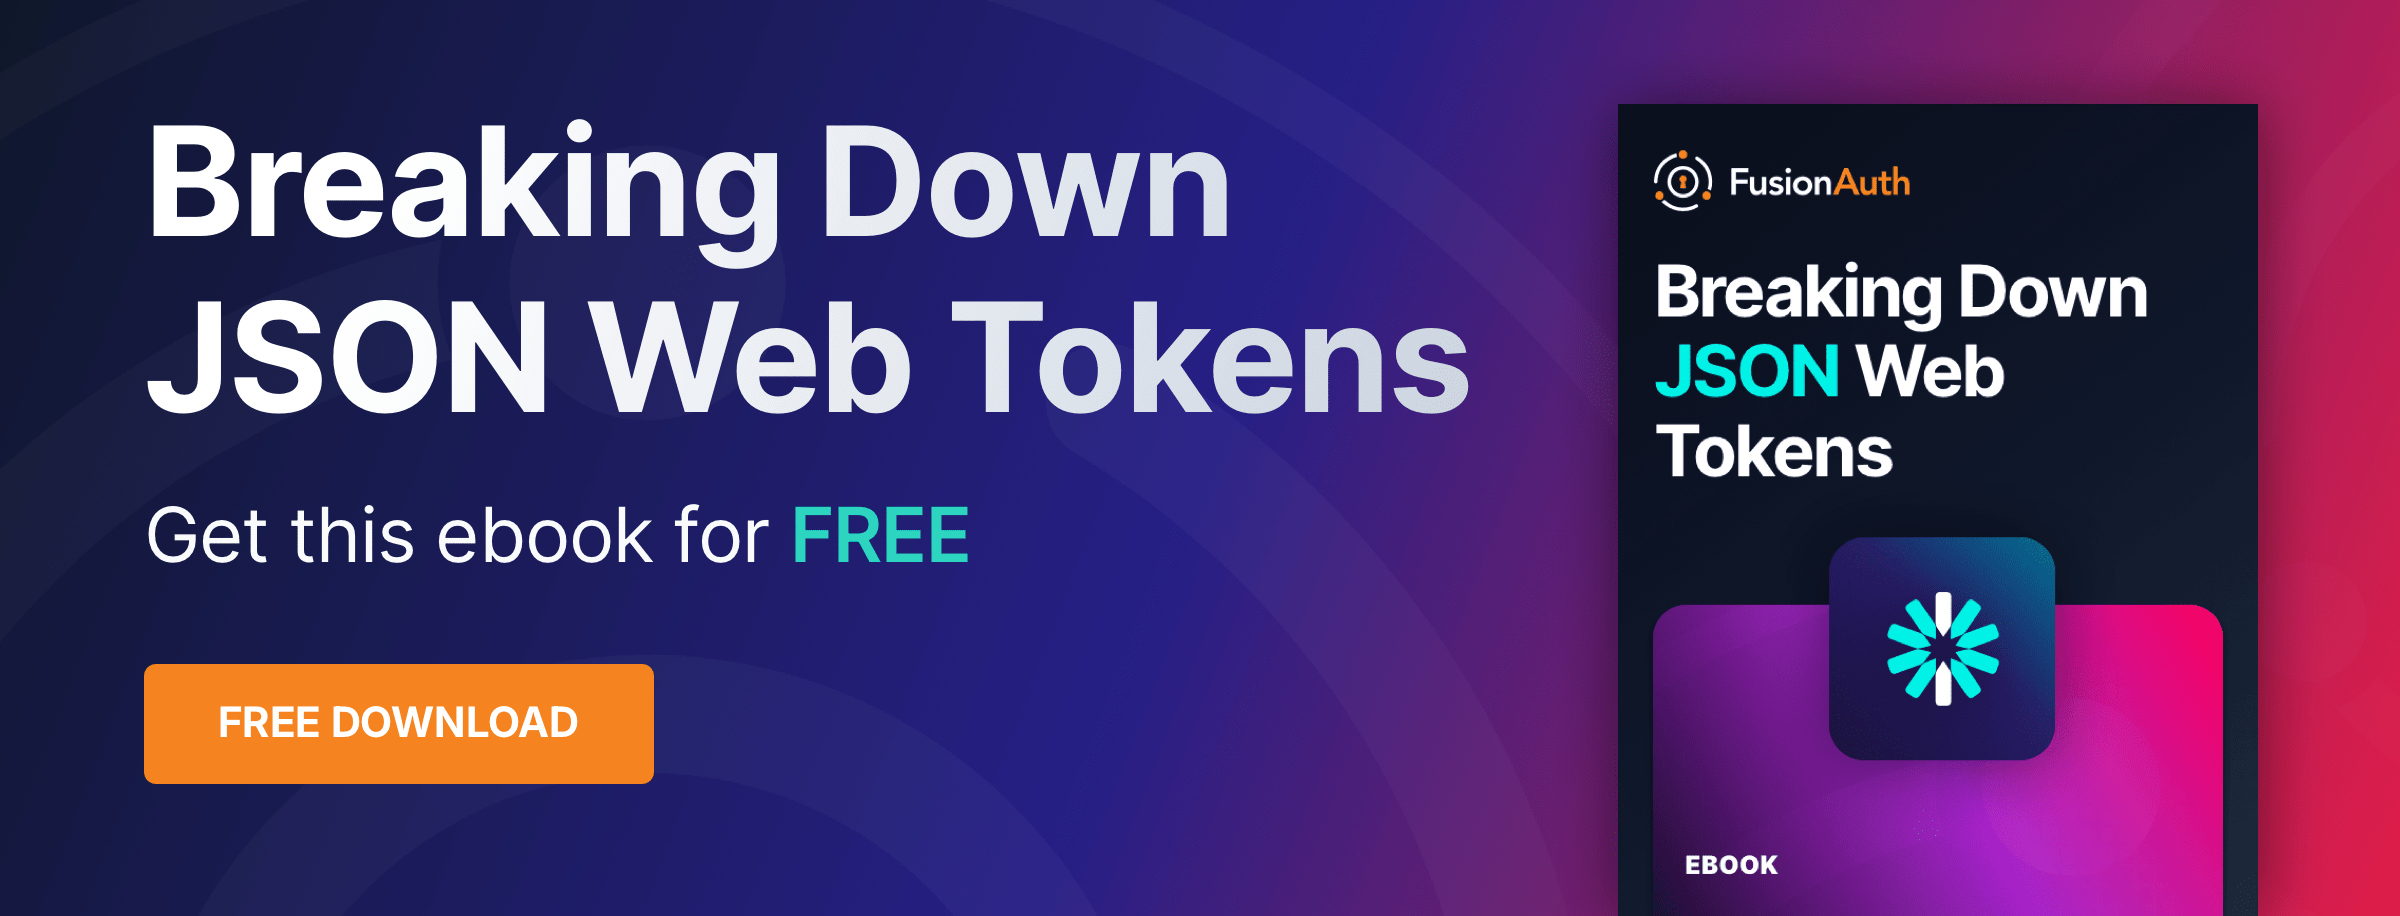 Breaking Down
JSON Web Tokens
Get this ebook for FREE
FREE DOWNLOAD
FusionAuth
Breaking Down
JSON Web
Tokens
EBOOK